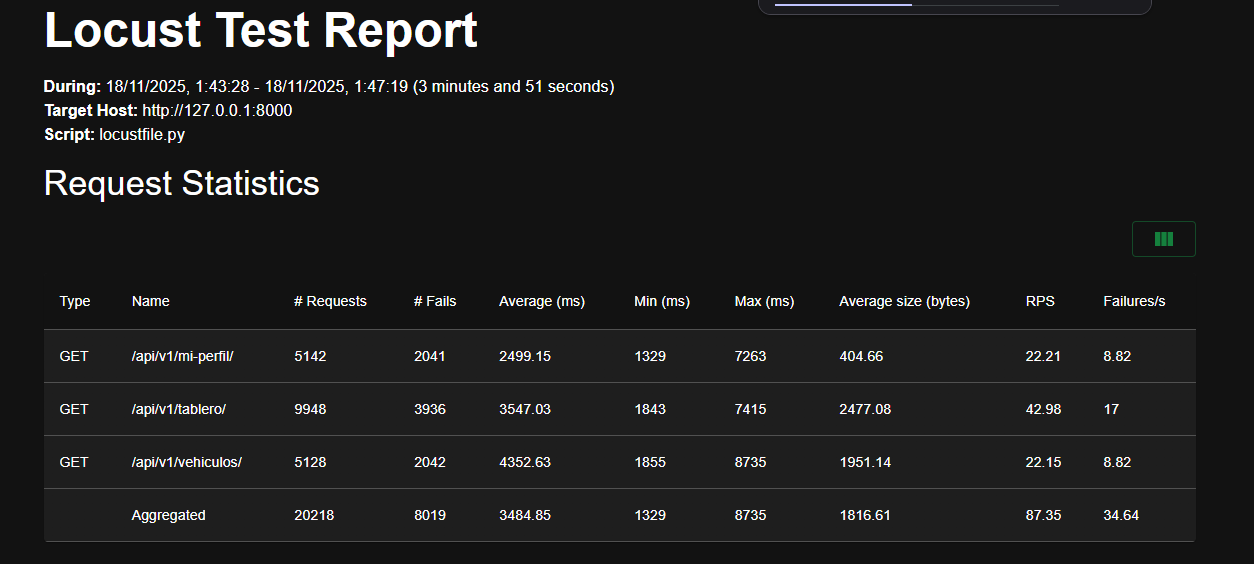 Locust Test Report
During: 18/11/2025, 1:43:28 - 18/11/2025, 1:47:19 (3 minutes and 51 seconds)
Target Host: http://127.0.0.1:8000
Script: locustfile.py
Request Statistics
Type Name # Requests # Fails Average (ms) Min (ms) Max (ms) Average size (bytes) RPS Failures/s
GET /api/v1/mi-perfil/ 5142 2041 2499.15 1329 7263 404.66 22.21 8.82
GET /api/v1/tablero/ 9948 3936 3547.03 1843 7415 2477.08 42.98 17
GET /api/v1/vehiculos/ 5128 2042 4352.63 1855 8735 1951.14 22.15 8.82
Aggregated 20218 8019 3484.85 1329 8735 1816.61 87.35 34.64